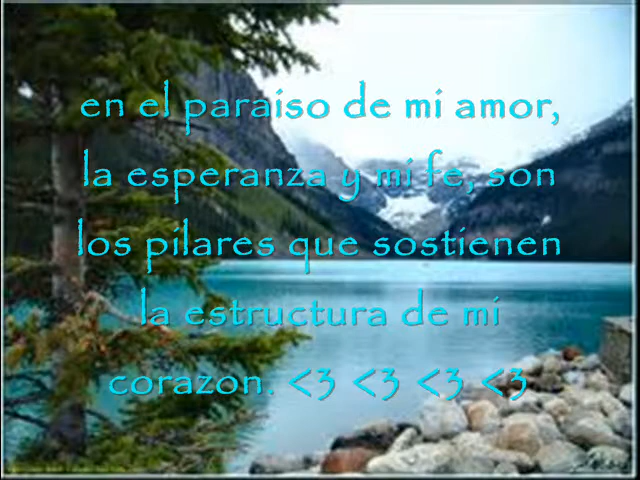 en el paraiso de mi amor,
la esperanza y mi fe, son
los pilares que sostienen
la estructura de mi
corazon. <3 <3 <3 <3